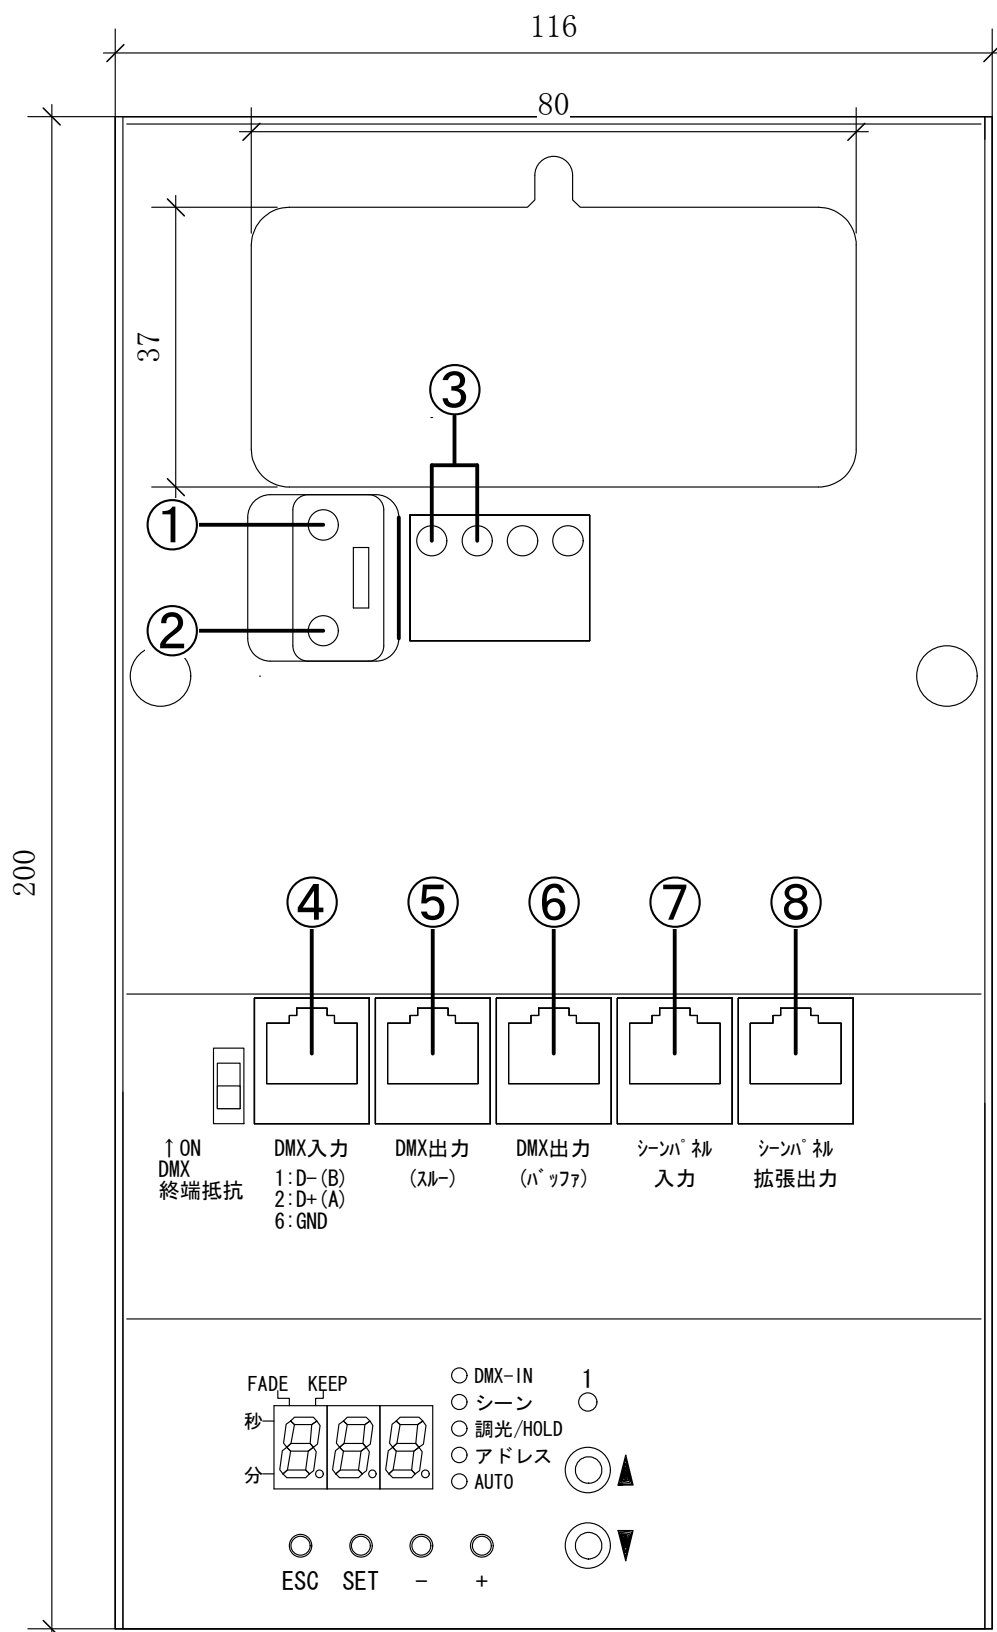 116
80
37
③
①
②
200
④ ⑤ ⑥ ⑦ ⑧
↑ON
DMX
終端抵抗
DMX入力
1:D-(B)
2:D+(A)
6:GND
DMX出力
(ｽﾙｰ)
DMX出力
(ﾊﾞｯﾌｧ)
ｼｰﾝﾊﾟﾈﾙ
入力
ｼｰﾝﾊﾟﾈﾙ
拡張出力
FADE KEEP
秒
分
8.8.8.
DMX-IN
シーン
調光/HOLD
アドレス
AUTO
1
▲
▼
ESC SET - +